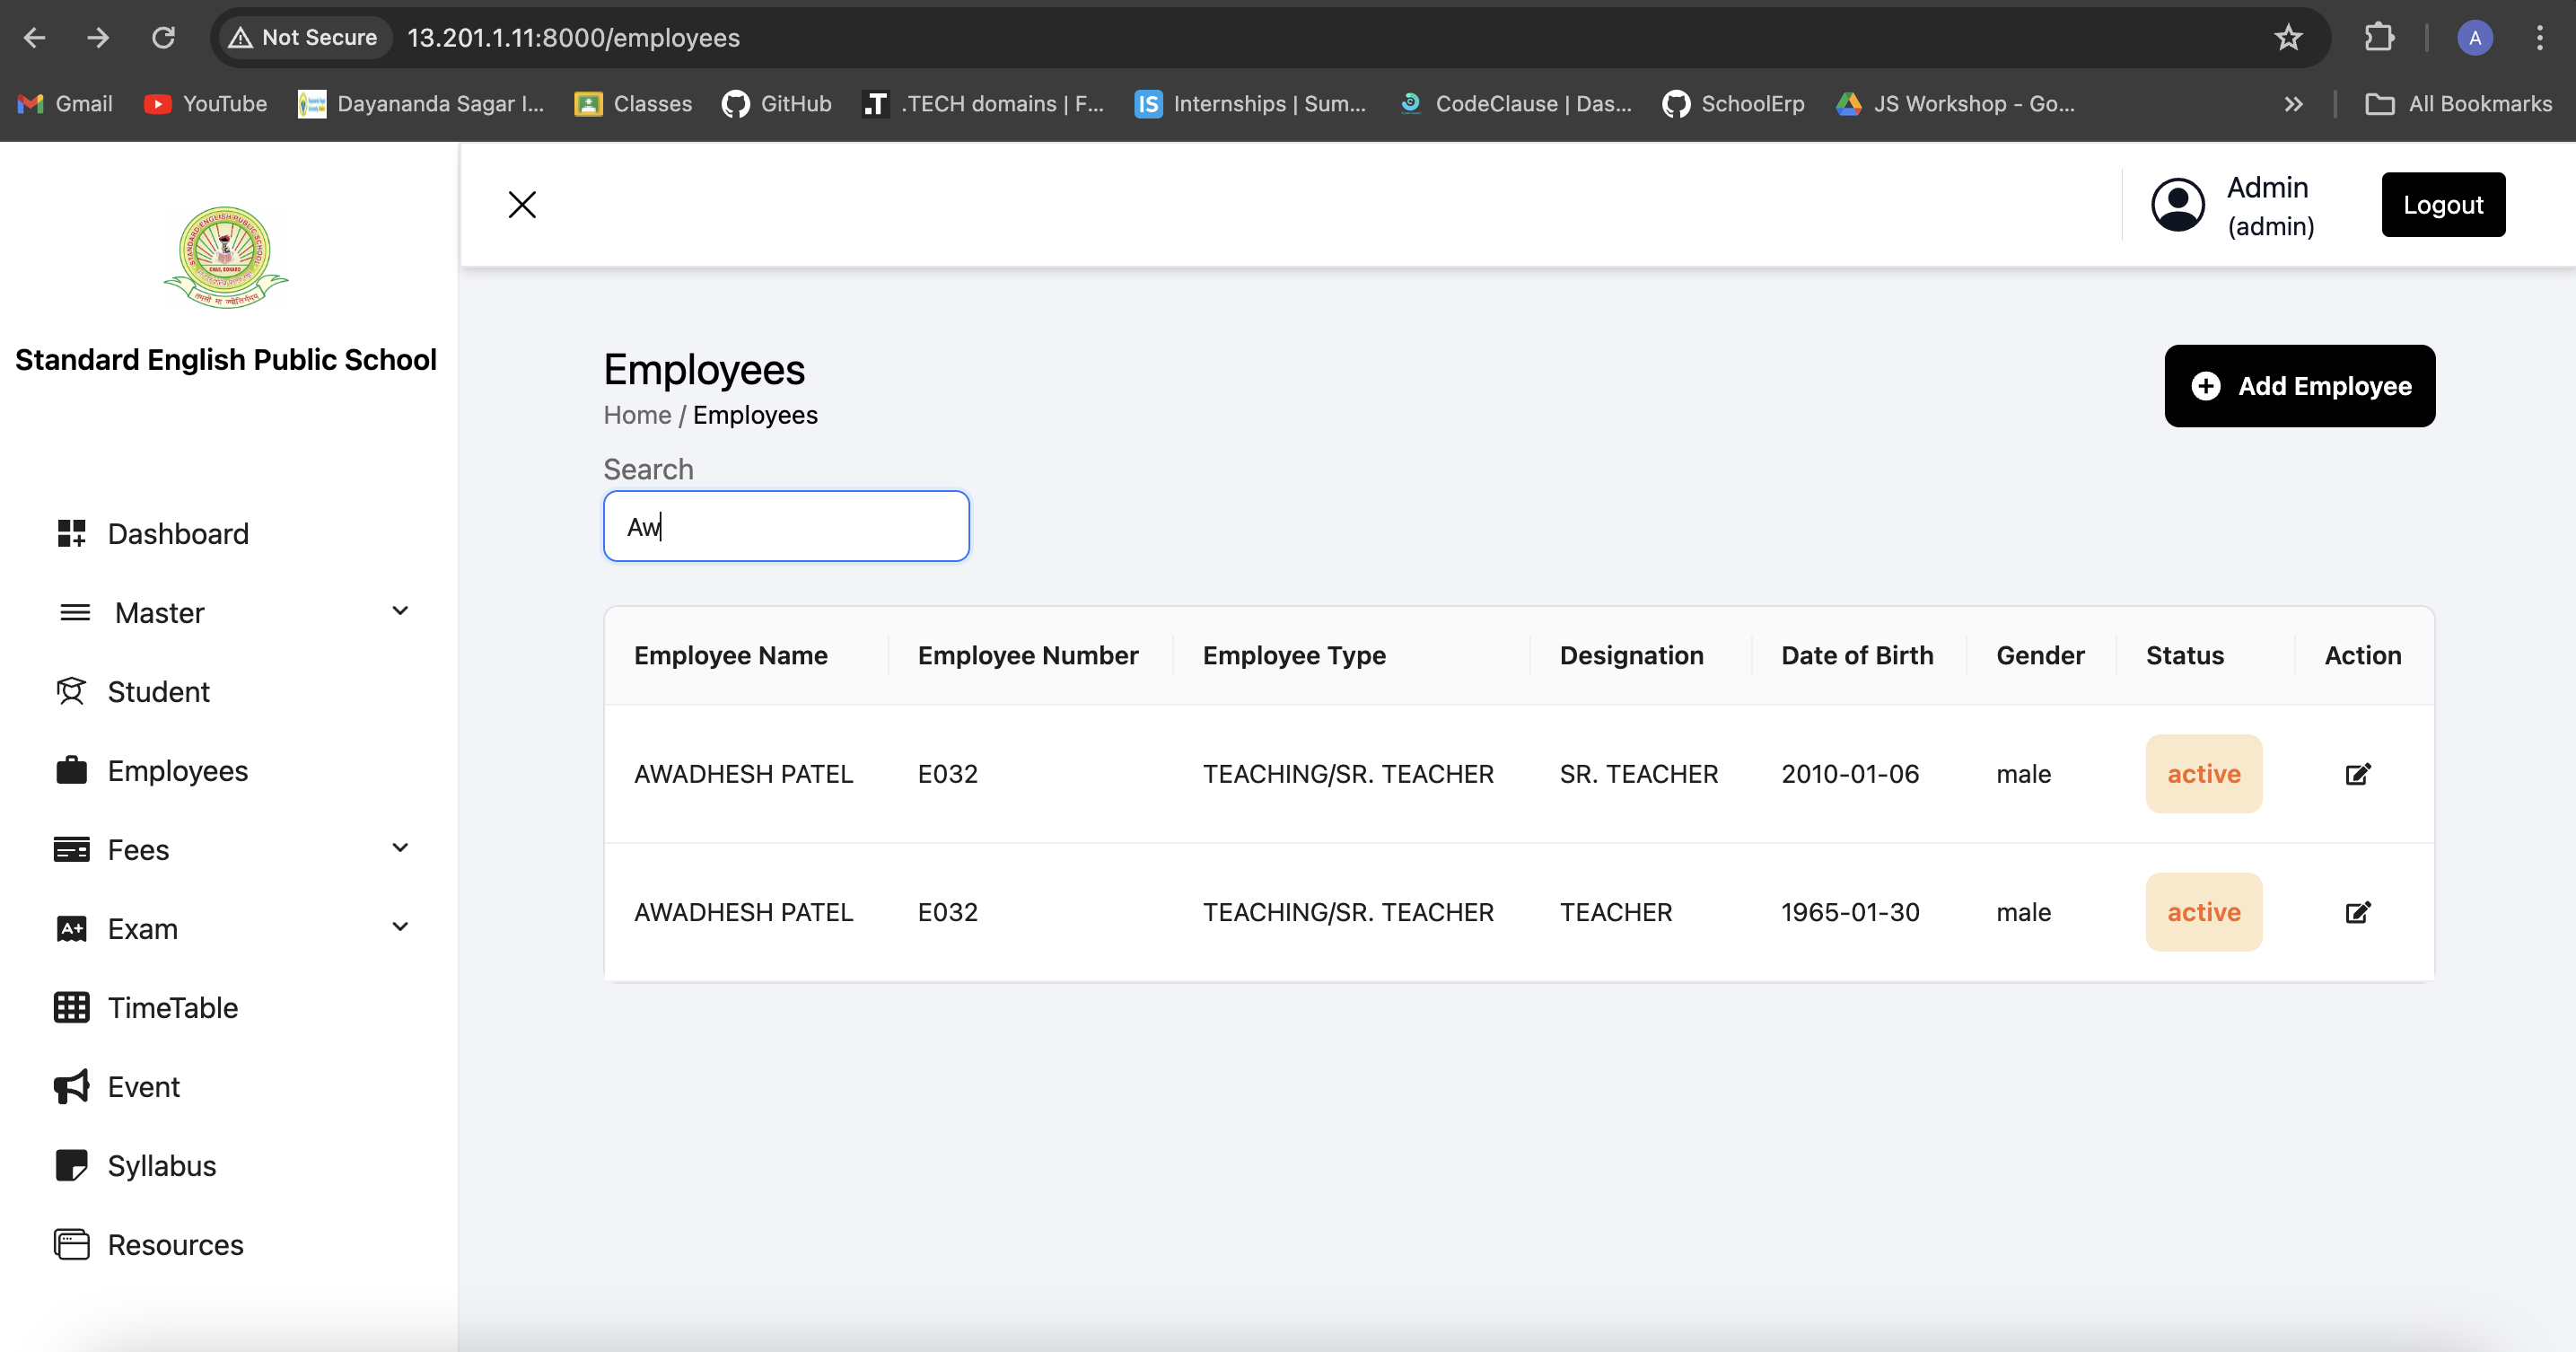 Not Secure 13.201.1.11:8000/employees A
Gmail YouTube Dayananda Sagar I... Classes GitHub .TECH domains | F... Internships | Sum... CodeClause | Das... SchoolErp JS Workshop - Go... » All Bookmarks
STANDARD ENGLISH PUBLIC SCHOOL
Standard English Public School
Dashboard
Master
Student
Employees
Fees
Exam
TimeTable
Event
Syllabus
Resources
Admin
(admin)
Logout
Employees
Home / Employees
Add Employee
Search
Aw
Employee Name Employee Number Employee Type Designation Date of Birth Gender Status Action
AWADHESH PATEL E032 TEACHING/SR. TEACHER SR. TEACHER 2010-01-06 male active
AWADHESH PATEL E032 TEACHING/SR. TEACHER TEACHER 1965-01-30 male active